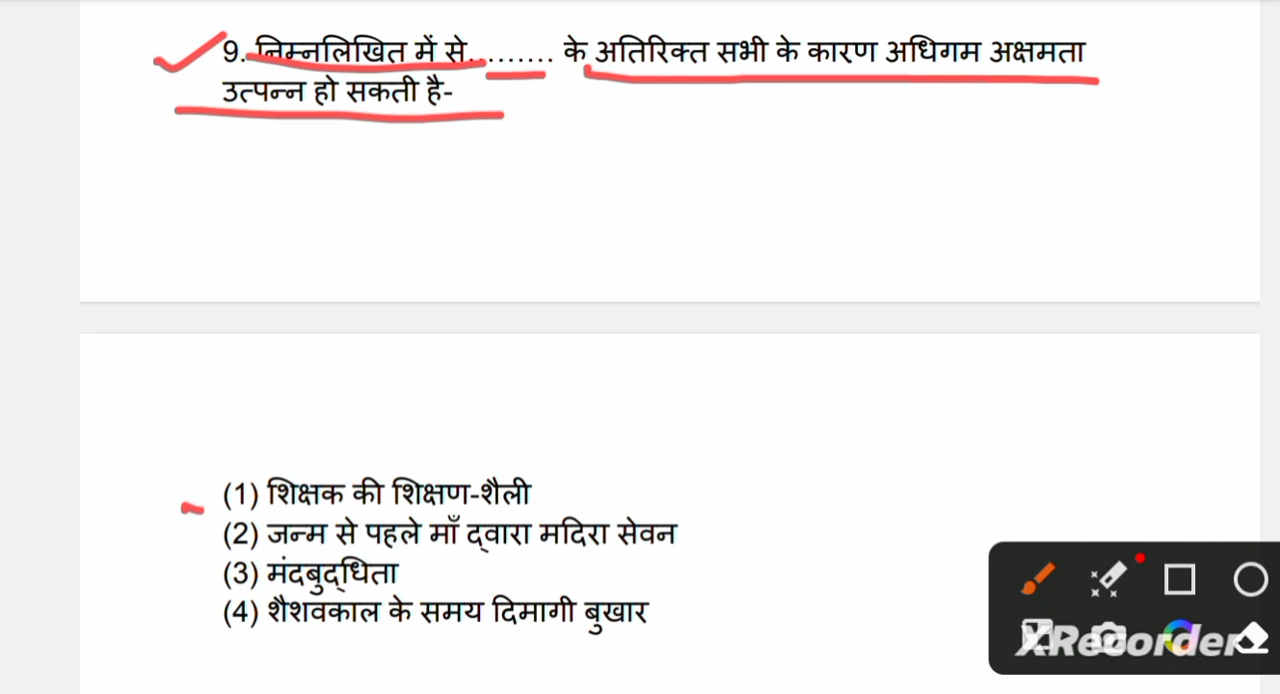 9. निम्नलिखित में से......... के अतिरिक्त सभी के कारण अधिगम अक्षमता
उत्पन्न हो सकती है-
(1) शिक्षक की शिक्षण-शैली
(2) जन्म से पहले माँ द्वारा मदिरा सेवन
(3) मंदबुद्धिता
(4) शैशवकाल के समय दिमागी बुखार
XRecorder